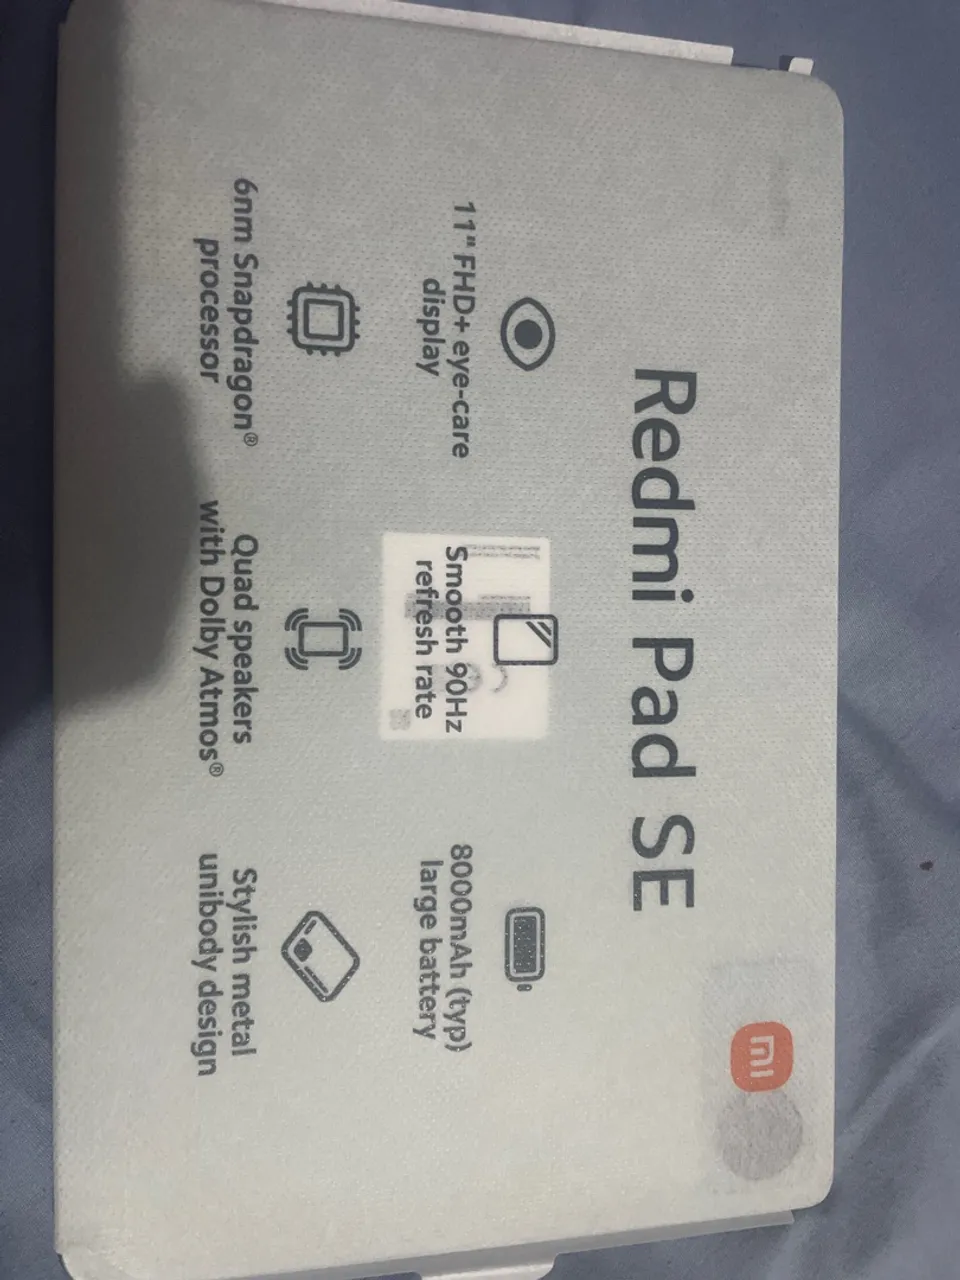 Redmi Pad SE
11" FHD+ eye-care
display
Smooth 90Hz
refresh rate
8000mAh (typ)
large battery
6nm Snapdragon®
processor
Quad speakers
with Dolby Atmos®
Stylish metal
unibody design